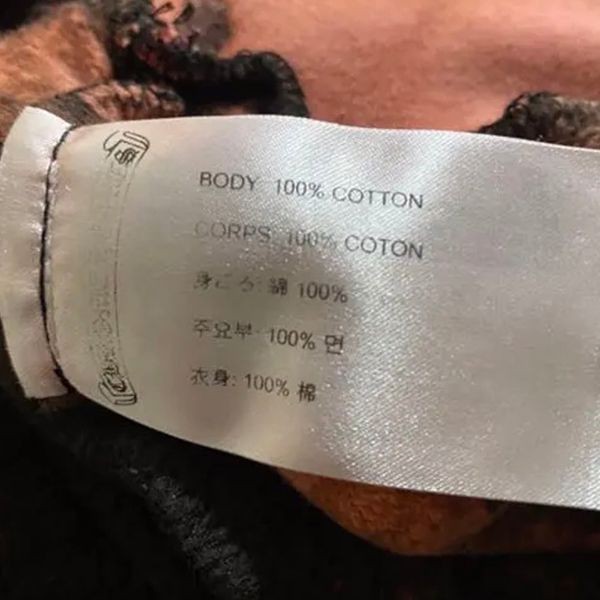 BODY 100% COTTON
CORPS 100% COTON
身ごろ: 綿 100%
주요부: 100% 면
衣身: 100% 棉